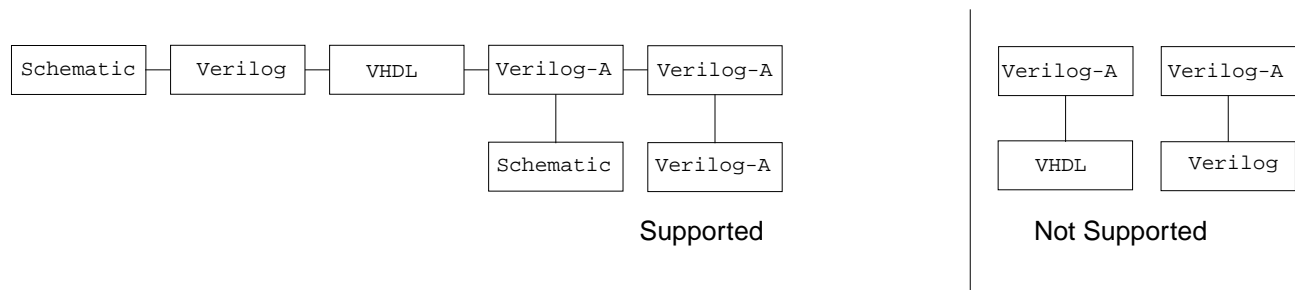 Schematic
Verilog
VHDL
Verilog-A
Verilog-A
Schematic
Verilog-A
Supported
Verilog-A
Verilog-A
VHDL
Verilog
Not Supported